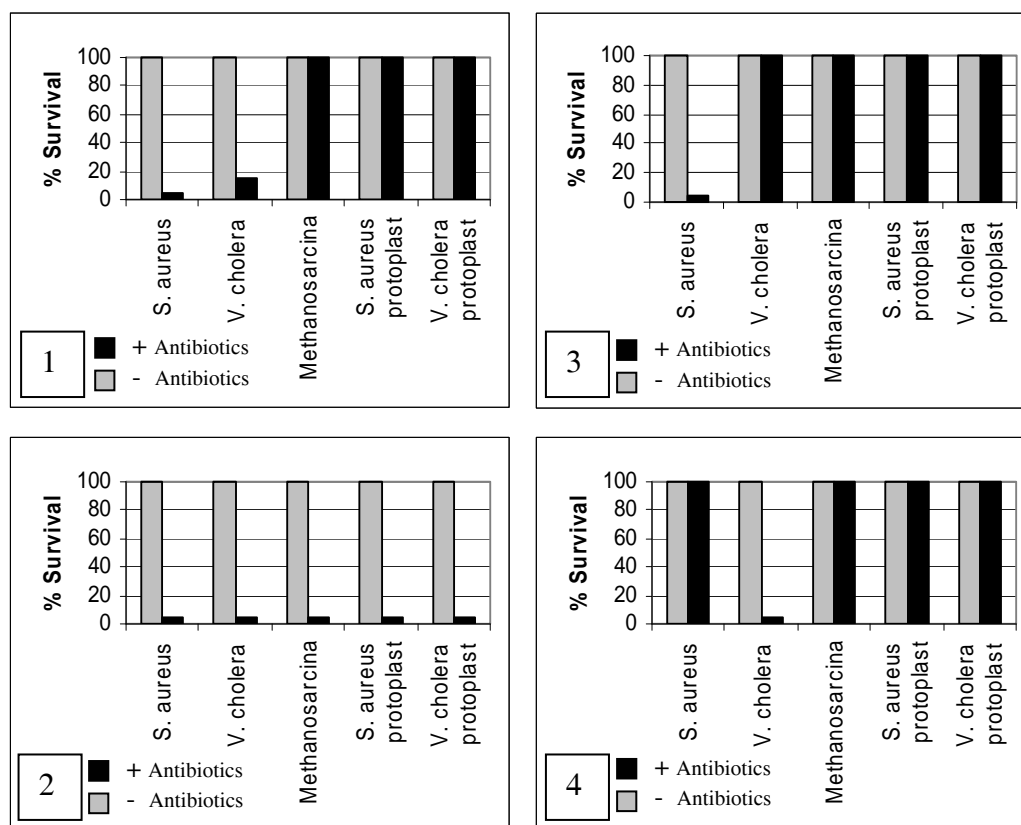 % Survival
100
80
60
40
20
0
S. aureus
V. cholera
Methanosarcina
S. aureus
protoplast
V. cholera
protoplast
1
+ Antibiotics
- Antibiotics
% Survival
100
80
60
40
20
0
S. aureus
V. cholera
Methanosarcina
S. aureus
protoplast
V. cholera
protoplast
3
+ Antibiotics
- Antibiotics
% Survival
100
80
60
40
20
0
S. aureus
V. cholera
Methanosarcina
S. aureus
protoplast
V. cholera
protoplast
2
+ Antibiotics
- Antibiotics
% Survival
100
80
60
40
20
0
S. aureus
V. cholera
Methanosarcina
S. aureus
protoplast
V. cholera
protoplast
4
+ Antibiotics
- Antibiotics